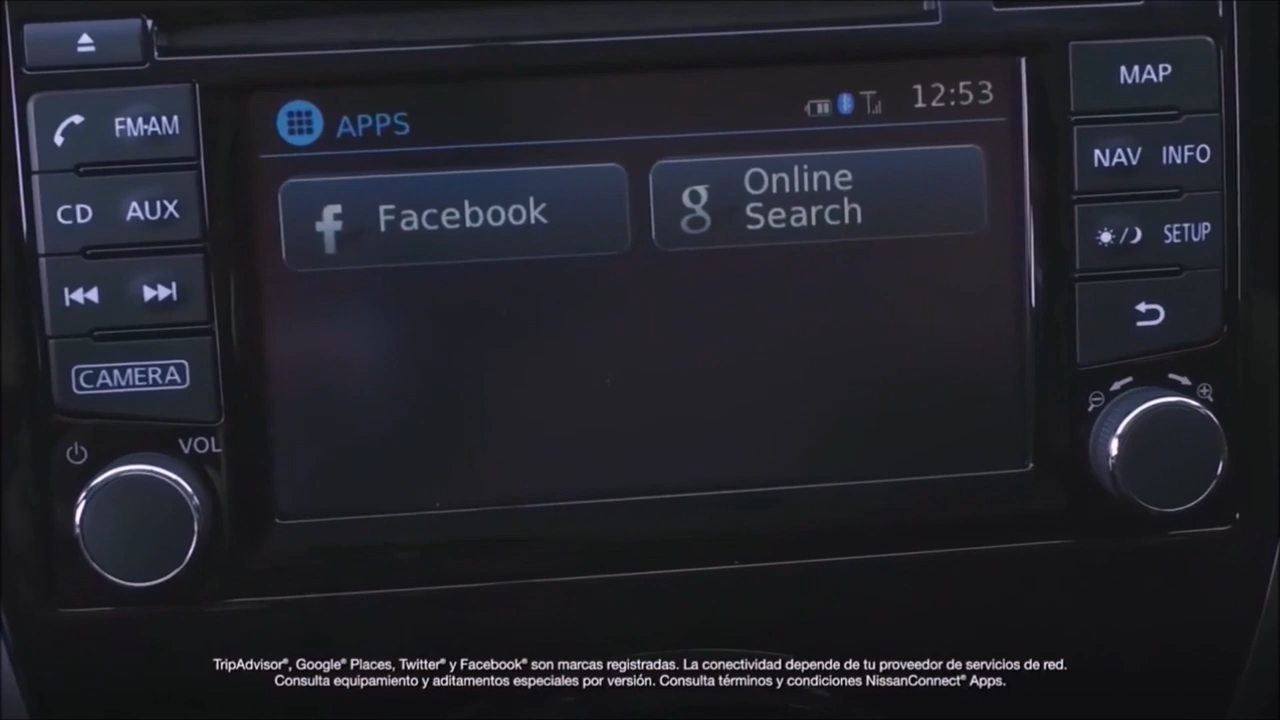 MAP
12:53
APPS
FM·AM
NAV INFO
Facebook
Online
Search
CD AUX
SETUP
CAMERA
VOL
TripAdvisor®, Google® Places, Twitter® y Facebook® son marcas registradas. La conectividad depende de tu proveedor de servicios de red.
Consulta equipamiento y aditamentos especiales por versión. Consulta términos y condiciones NissanConnect® Apps.